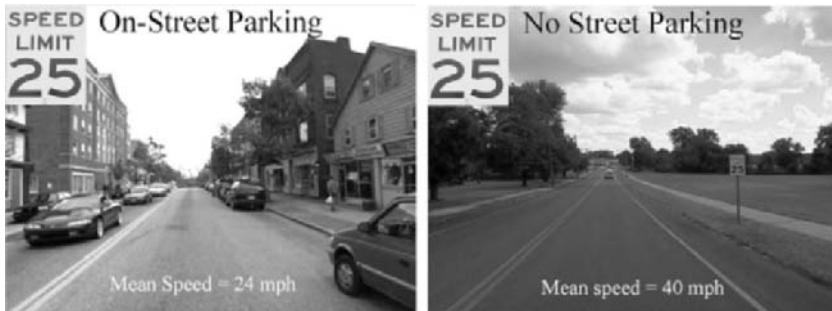 SPEED
LIMIT
25
On-Street Parking
Mean Speed = 24 mph
SPEED
LIMIT
25
No Street Parking
25
Mean speed = 40 mph